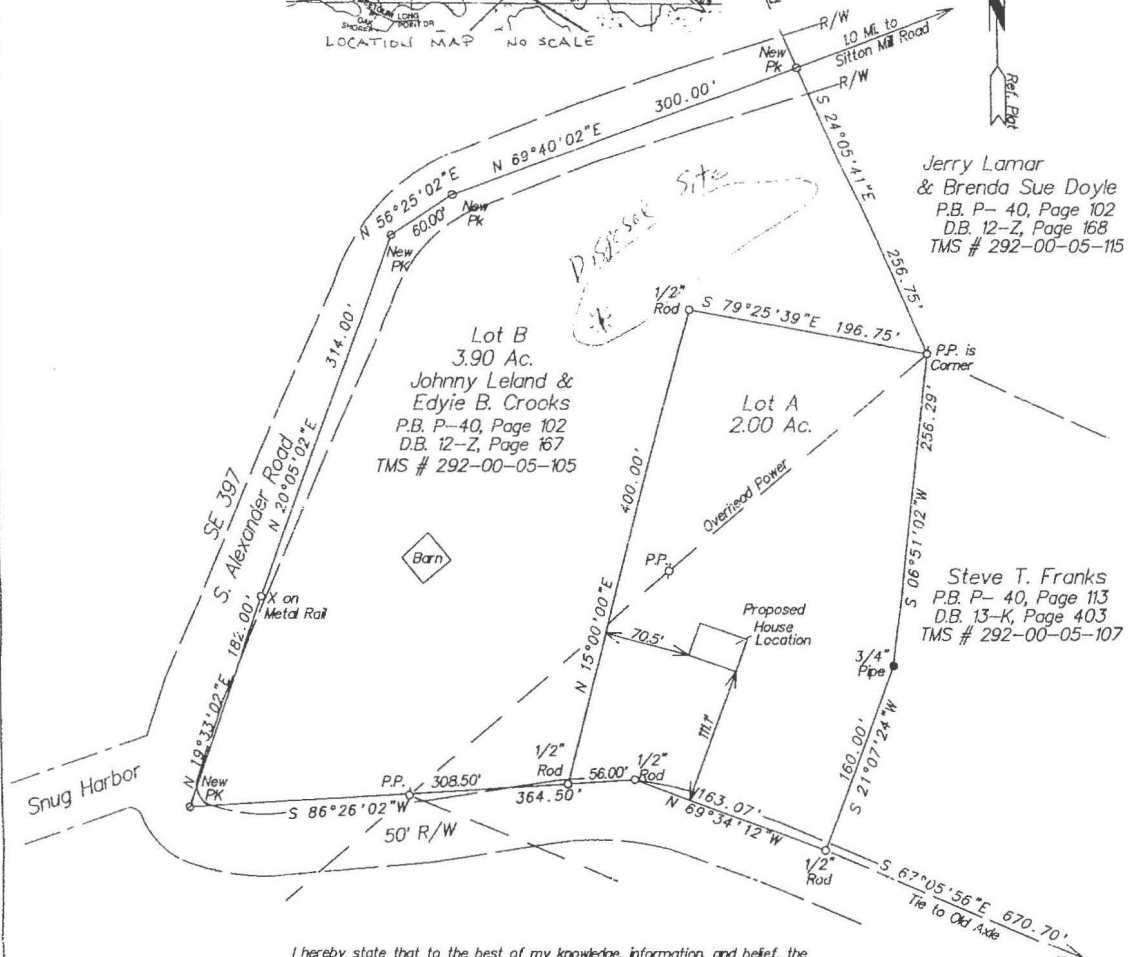 LONG
OAK POINT DR
SHORE
LOCATION MAP NO SCALE
R/W
1.0 Mi. to
Sitton Mill Road
New
Pk
R/W
N
Ref. Plat
300.00'
N 69°40'02"E
S 24°05'41"E
256.75'
N 56°25'02"E
60.00'
New
Pk
New
Pk
Disposal Site
Jerry Lamar
& Brenda Sue Doyle
P.B. P- 40, Page 102
D.B. 12-Z, Page 168
TMS # 292-00-05-115
1/2"
Rod
S 79°25'39"E 196.75'
P.P. is
Corner
314.00'
N 20°05'02"E
Lot B
3.90 Ac.
Johnny Leland &
Edyie B. Crooks
P.B. P-40, Page 102
D.B. 12-Z, Page 167
TMS # 292-00-05-105
Lot A
2.00 Ac.
400.00'
N 15°00'00"E
256.29'
S 06°51'02"W
Overhead Power
P.P.
SE 397
S. Alexander Road
Barn
X on
Metal Rail
182.00'
N 19°33'02"E
Proposed
House
Location
70.5'
111.1'
Steve T. Franks
P.B. P- 40, Page 113
D.B. 13-K, Page 403
TMS # 292-00-05-107
3/4"
Pipe
160.00'
S 21°07'24"W
Snug Harbor
New
PK
P.P.
308.50'
1/2"
Rod
56.00'
1/2"
Rod
S 86°26'02"W
364.50'
50' R/W
163.07'
N 69°34'12"W
1/2"
Rod
S 67°05'56"E 670.70'
Tie to Old Axle
I hereby state that to the best of my knowledge, information, and belief, the